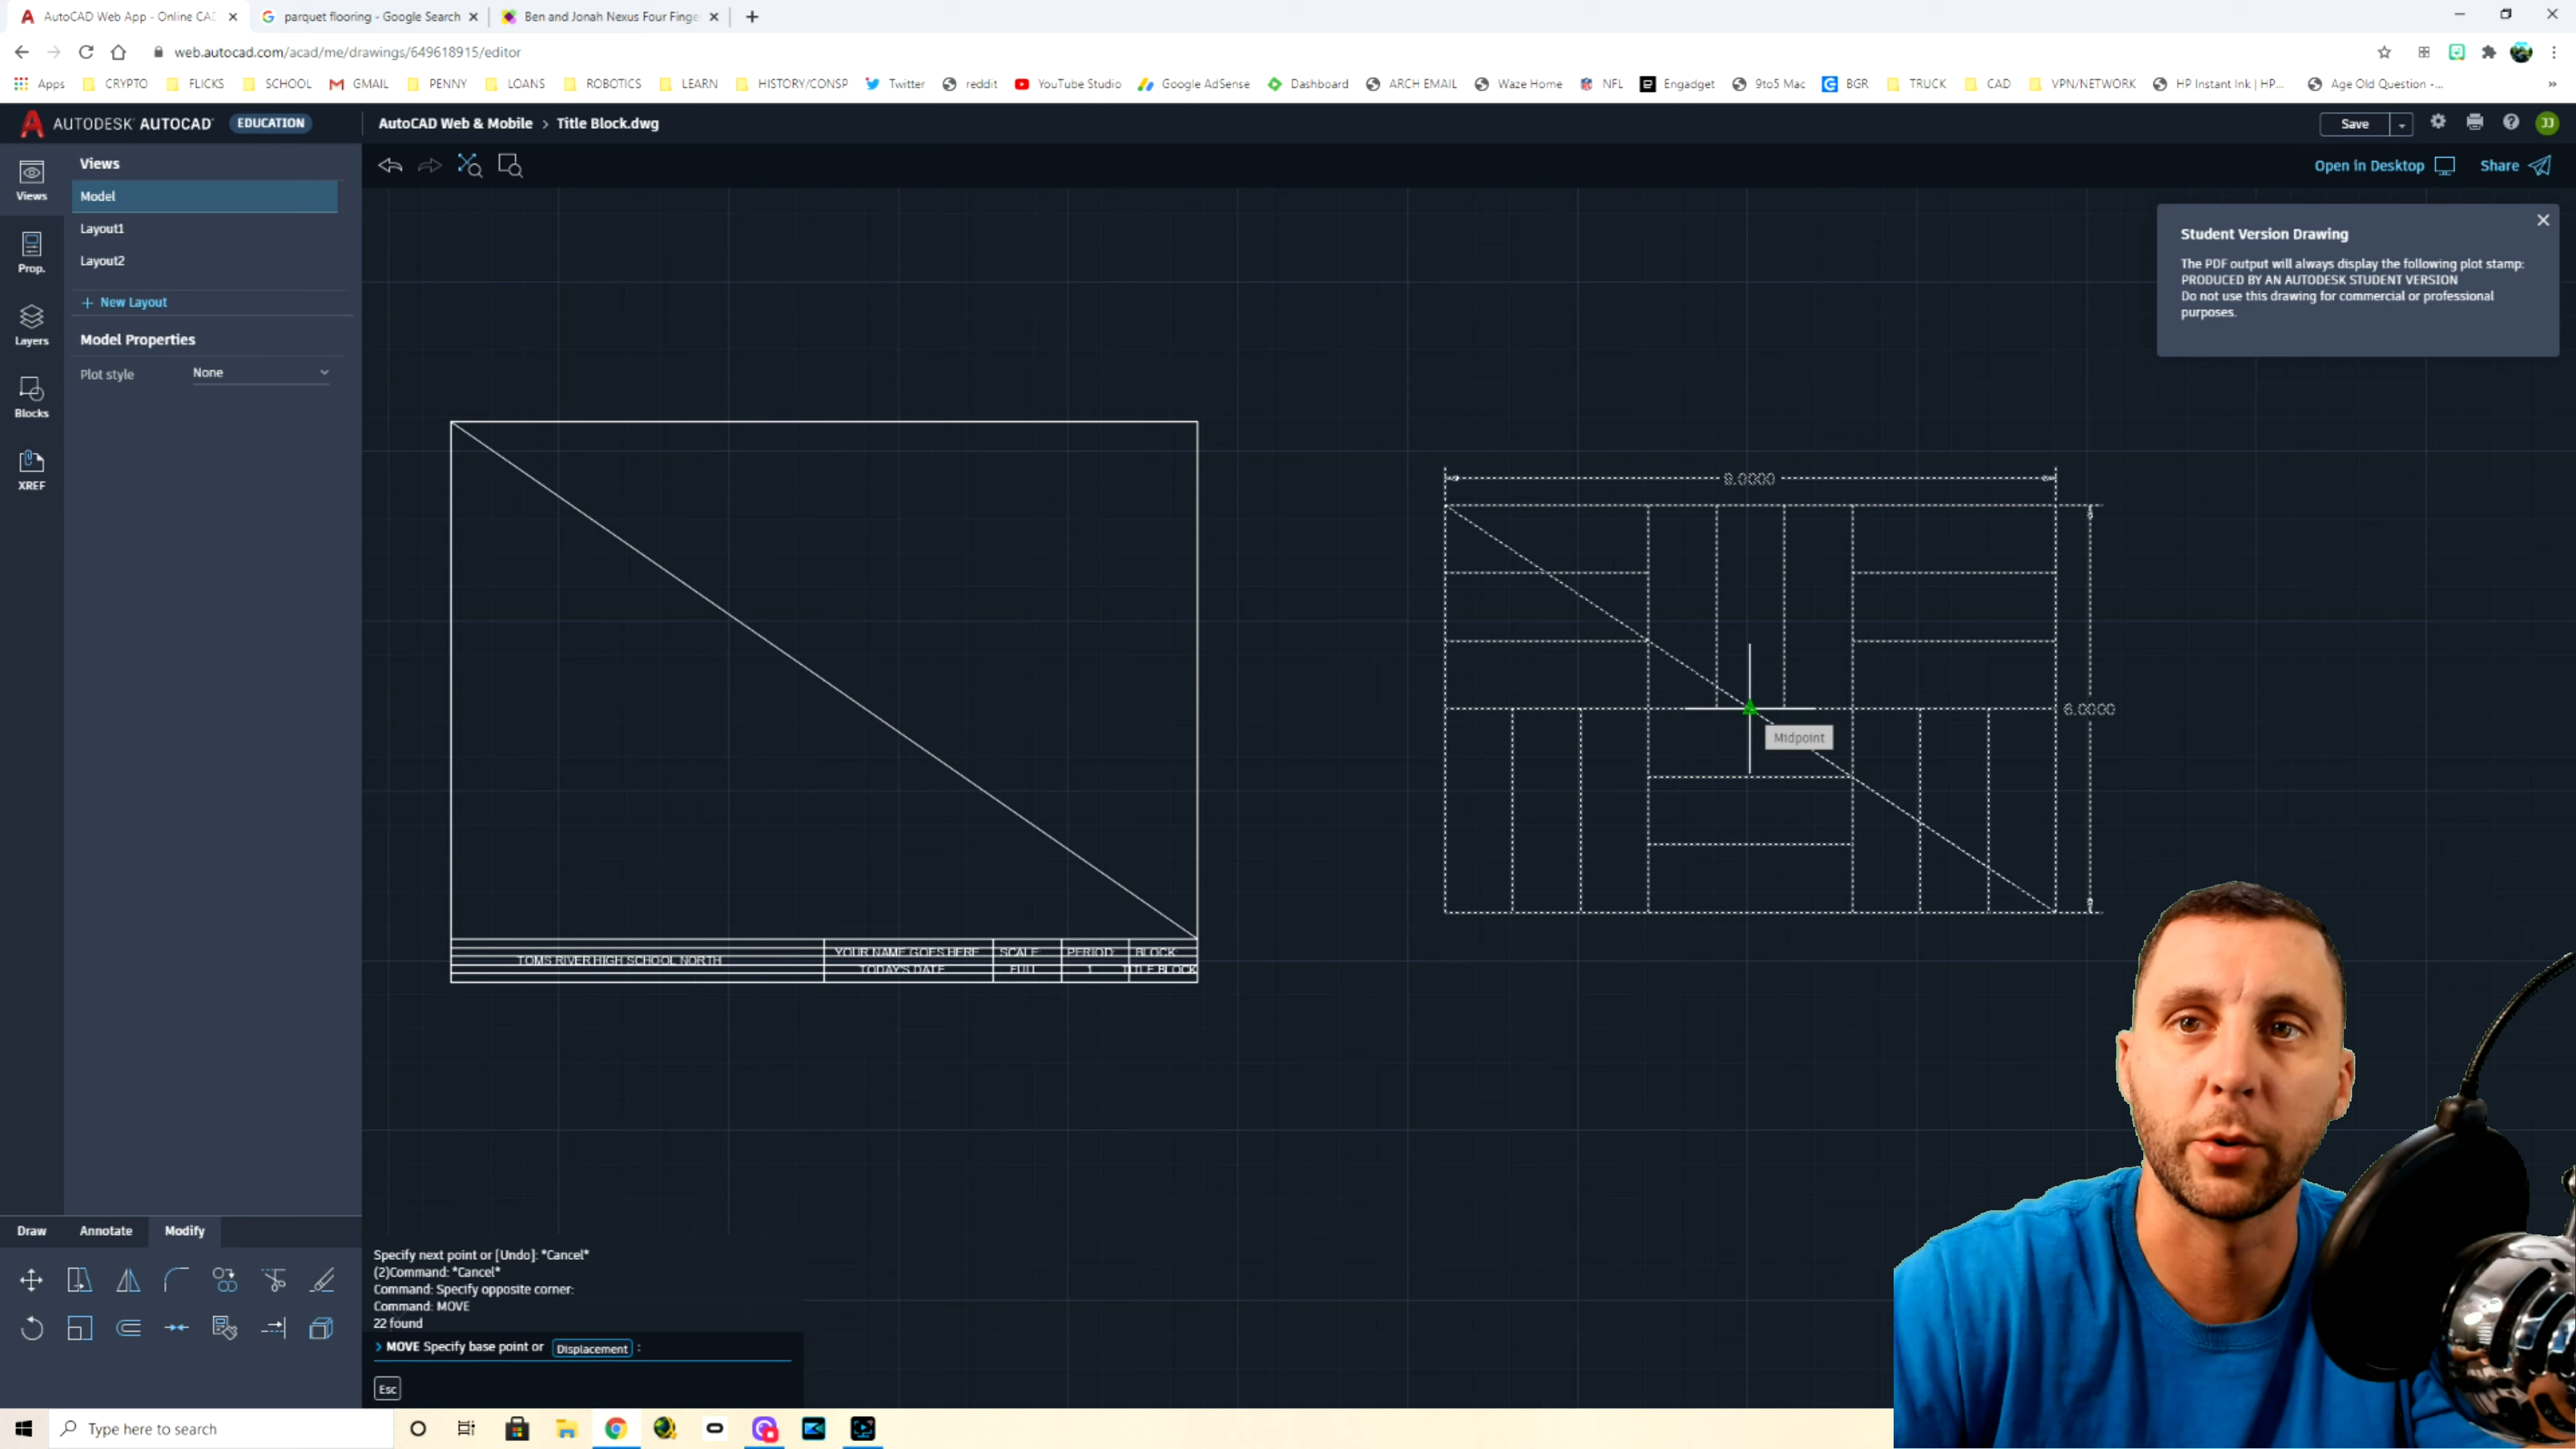 AutoCAD Web App - Online CAD
parquet flooring - Google Search
Ben and Jonah Nexus Four Finge
web.autocad.com/acad/me/drawings/649618915/editor
Apps CRYPTO FLICKS SCHOOL GMAIL PENNY LOANS ROBOTICS LEARN HISTORY/CONSP Twitter reddit YouTube Studio Google AdSense Dashboard ARCH EMAIL Waze Home NFL Engadget 9to5 Mac BGR TRUCK CAD VPN/NETWORK HP Instant Ink | HP... Age Old Question -... »
AUTODESK AUTOCAD EDUCATION
AutoCAD Web & Mobile > Title Block.dwg
Save
JJ
Open in Desktop
Share
Views
Prop.
Layers
Blocks
XREF
Views
Model
Layout1
Layout2
+ New Layout
Model Properties
Plot style None
Student Version Drawing
The PDF output will always display the following plot stamp:
PRODUCED BY AN AUTODESK STUDENT VERSION
Do not use this drawing for commercial or professional
purposes.
9.0000
6.0000
Midpoint
TOMS RIVER HIGH SCHOOL NORTH
YOUR NAME GOES HERE
TODAY'S DATE
SCALE:
FULL
PERIOD:
1
BLOCK
TITLE BLOCK
Draw Annotate Modify
Specify next point or [Undo]: *Cancel*
(2)Command: *Cancel*
Command: Specify opposite corner:
Command: MOVE
22 found
> MOVE Specify base point or Displacement :
Esc
Type here to search